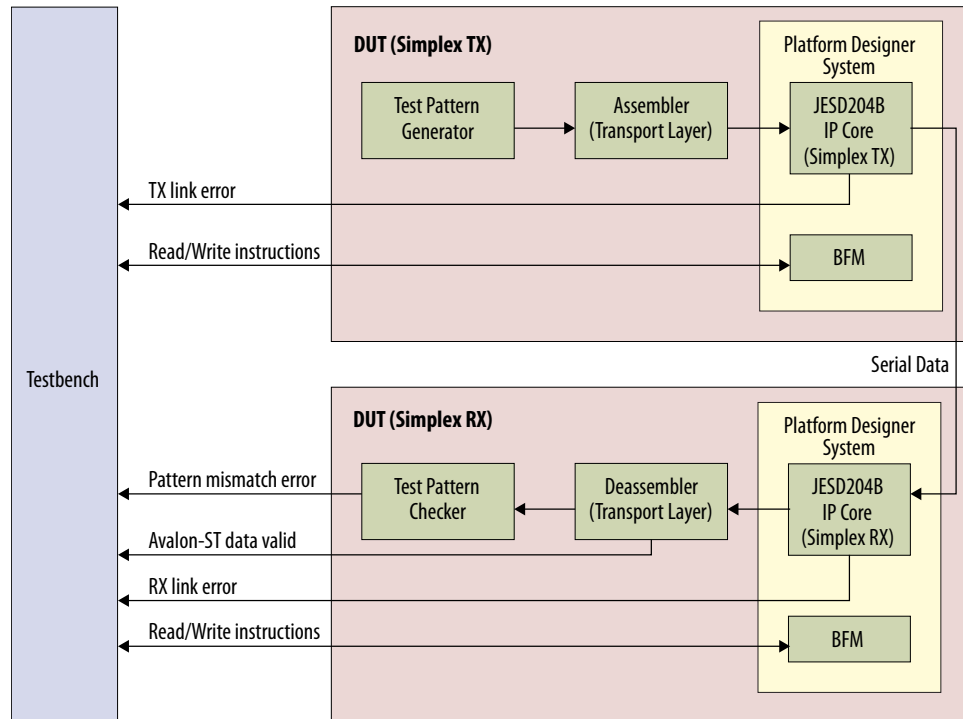 DUT (Simplex TX)
Platform Designer
System
Test Pattern
Generator
Assembler
(Transport Layer)
JESD204B
IP Core
(Simplex TX)
TX link error
Read/Write instructions
BFM
Testbench
Serial Data
DUT (Simplex RX)
Platform Designer
System
Pattern mismatch error
Test Pattern
Checker
Deassembler
(Transport Layer)
JESD204B
IP Core
(Simplex RX)
Avalon-ST data valid
RX link error
Read/Write instructions
BFM